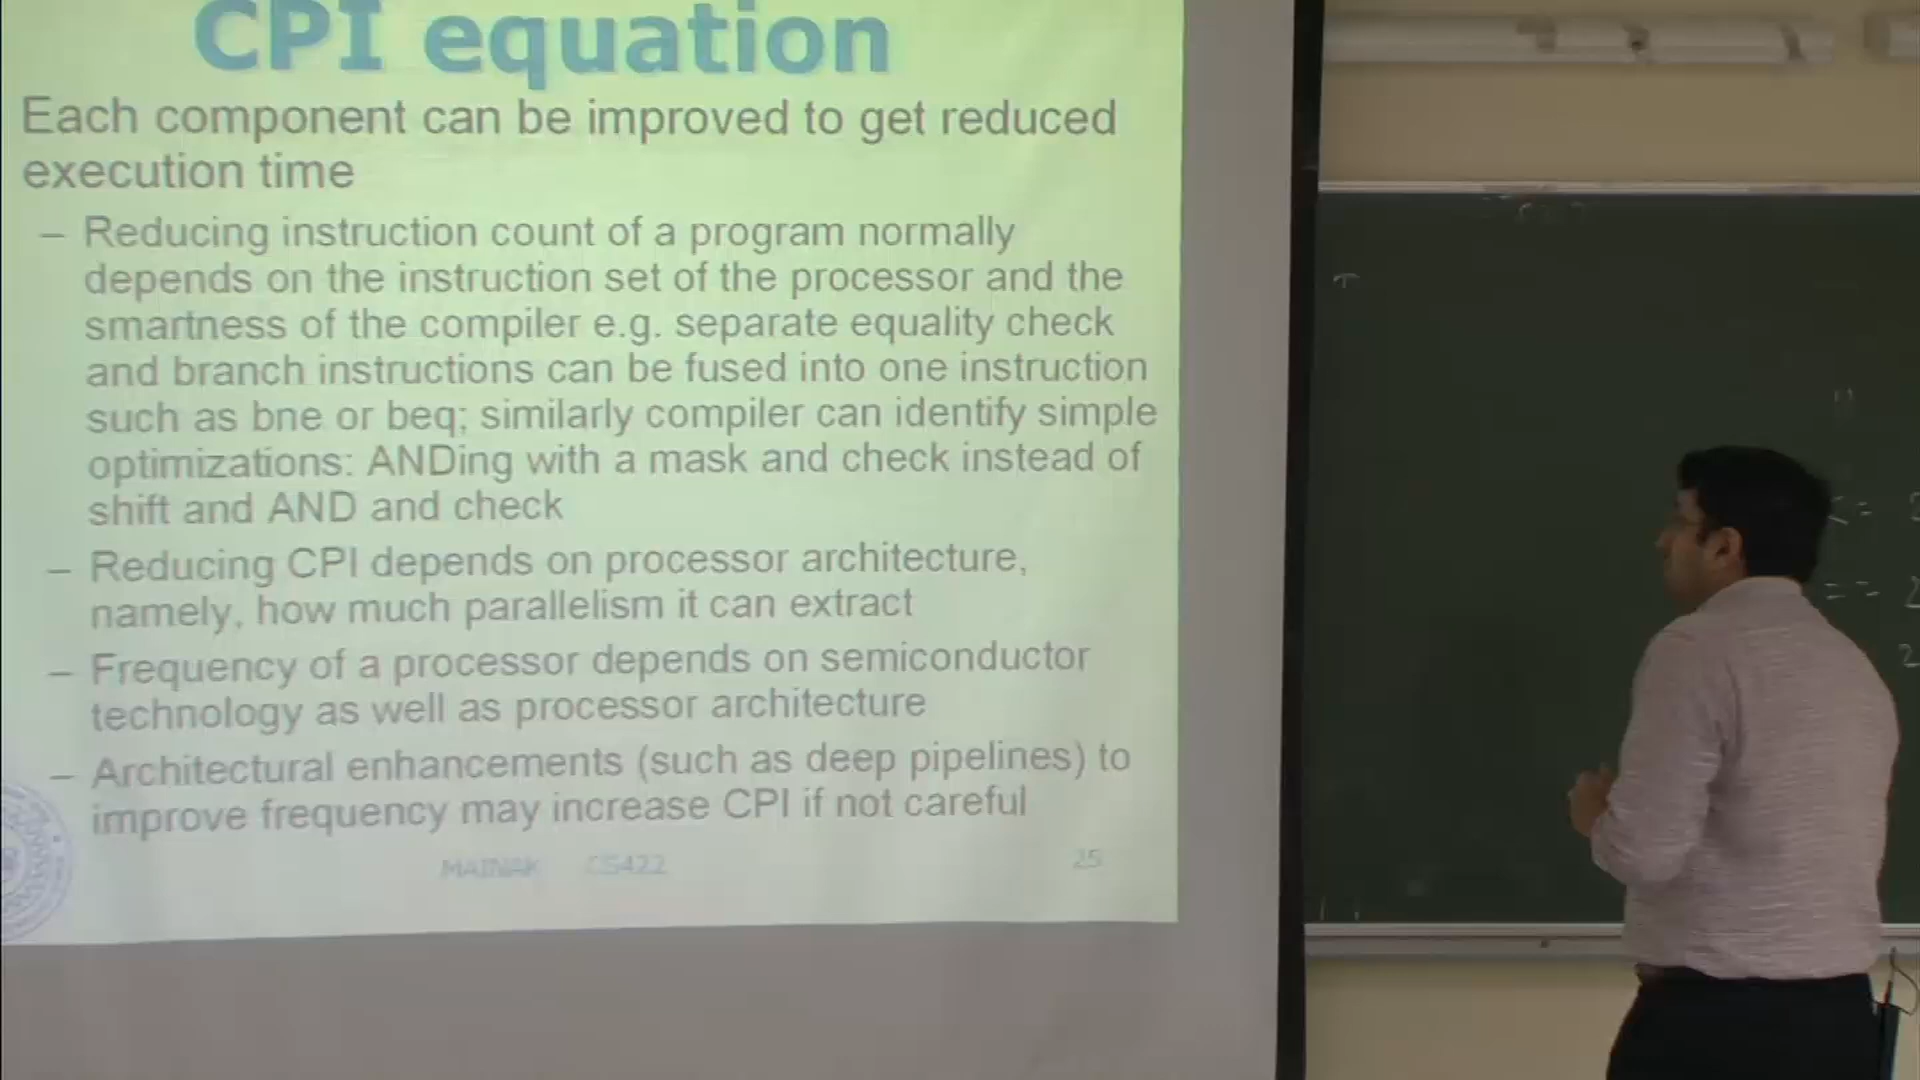 CPI equation
Each component can be improved to get reduced
execution time
– Reducing instruction count of a program normally
depends on the instruction set of the processor and the
smartness of the compiler e.g. separate equality check
and branch instructions can be fused into one instruction
such as bne or beq; similarly compiler can identify simple
optimizations: ANDing with a mask and check instead of
shift and AND and check
– Reducing CPI depends on processor architecture,
namely, how much parallelism it can extract
– Frequency of a processor depends on semiconductor
technology as well as processor architecture
– Architectural enhancements (such as deep pipelines) to
improve frequency may increase CPI if not careful
MAINAK CS422 25